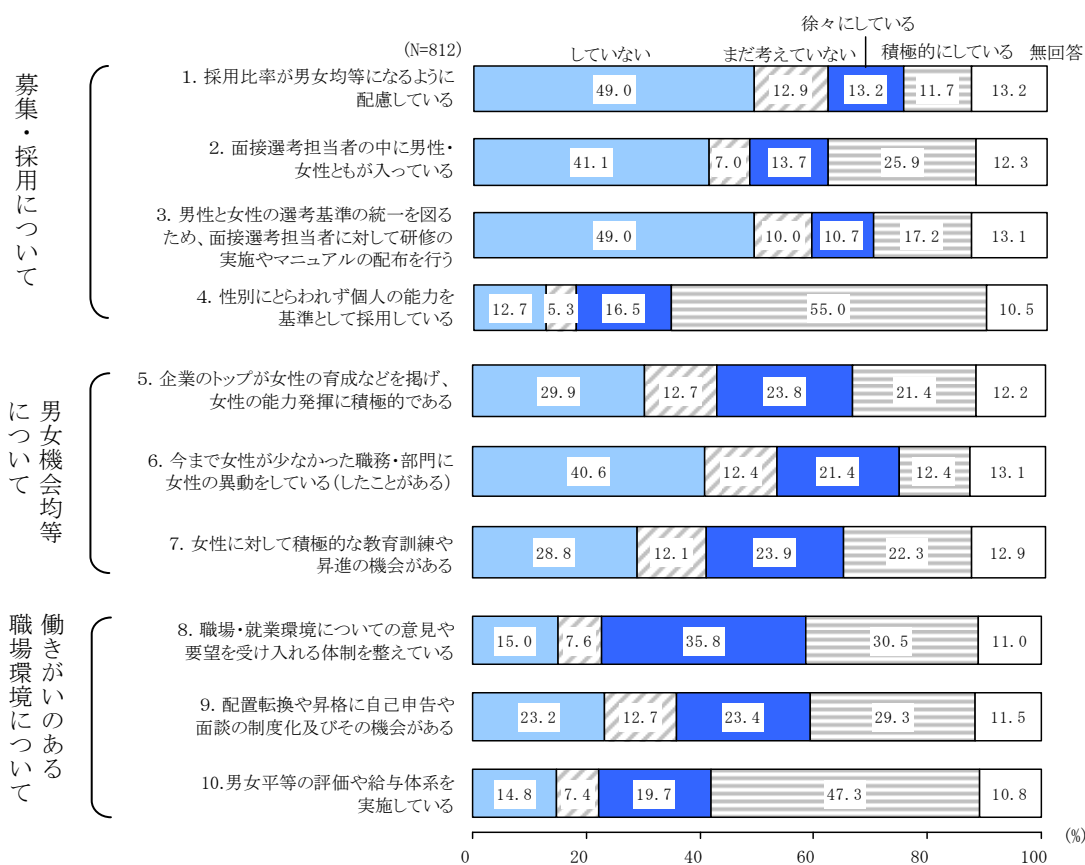 徐々にしている
(N=812)
していない
まだ考えていない
積極的にしている
無回答
募集・採用について
1. 採用比率が男女均等になるように
配慮している
49.0 12.9 13.2 11.7 13.2
2. 面接選考担当者の中に男性・
女性ともが入っている
41.1 7.0 13.7 25.9 12.3
3. 男性と女性の選考基準の統一を図る
ため、面接選考担当者に対して研修の
実施やマニュアルの配布を行う
49.0 10.0 10.7 17.2 13.1
4. 性別にとらわれず個人の能力を
基準として採用している
12.7 5.3 16.5 55.0 10.5
男女機会均等
について
5. 企業のトップが女性の育成などを掲げ、
女性の能力発揮に積極的である
29.9 12.7 23.8 21.4 12.2
6. 今まで女性が少なかった職務・部門に
女性の異動をしている(したことがある)
40.6 12.4 21.4 12.4 13.1
7. 女性に対して積極的な教育訓練や
昇進の機会がある
28.8 12.1 23.9 22.3 12.9
働きがいのある
職場環境について
8. 職場・就業環境についての意見や
要望を受け入れる体制を整えている
15.0 7.6 35.8 30.5 11.0
9. 配置転換や昇格に自己申告や
面談の制度化及びその機会がある
23.2 12.7 23.4 29.3 11.5
10.男女平等の評価や給与体系を
実施している
14.8 7.4 19.7 47.3 10.8
(%)
0 20 40 60 80 100